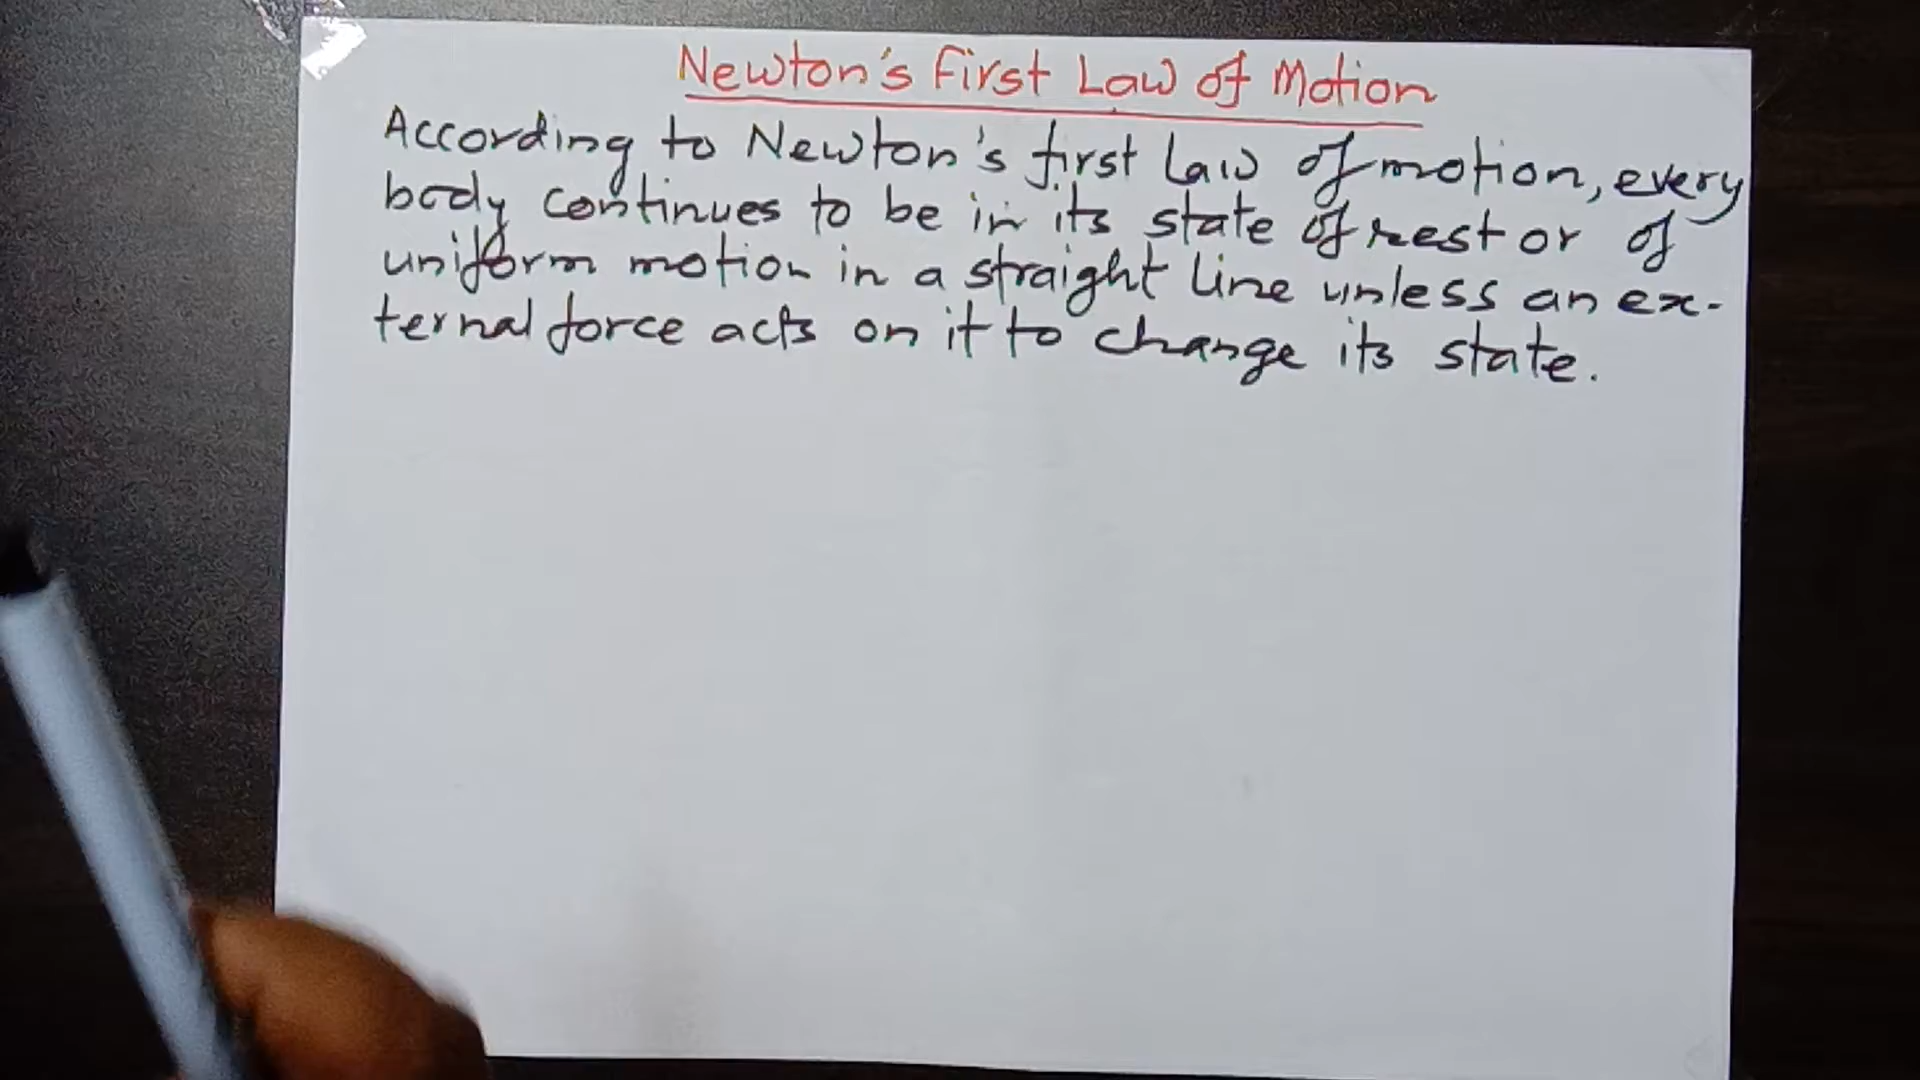 Newton's First Law of Motion
According to Newton's first Law of motion, every
body continues to be in its state of rest or of
uniform motion in a straight line unless an ex-
ternal force acts on it to change its state.